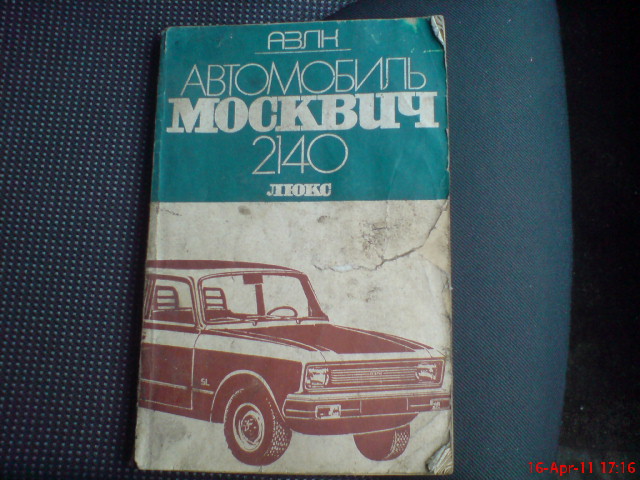 АЗЛК
АВТОМОБИЛЬ
МОСКВИЧ
2140
ЛЮКС
SL
16-Apr-11 17:16